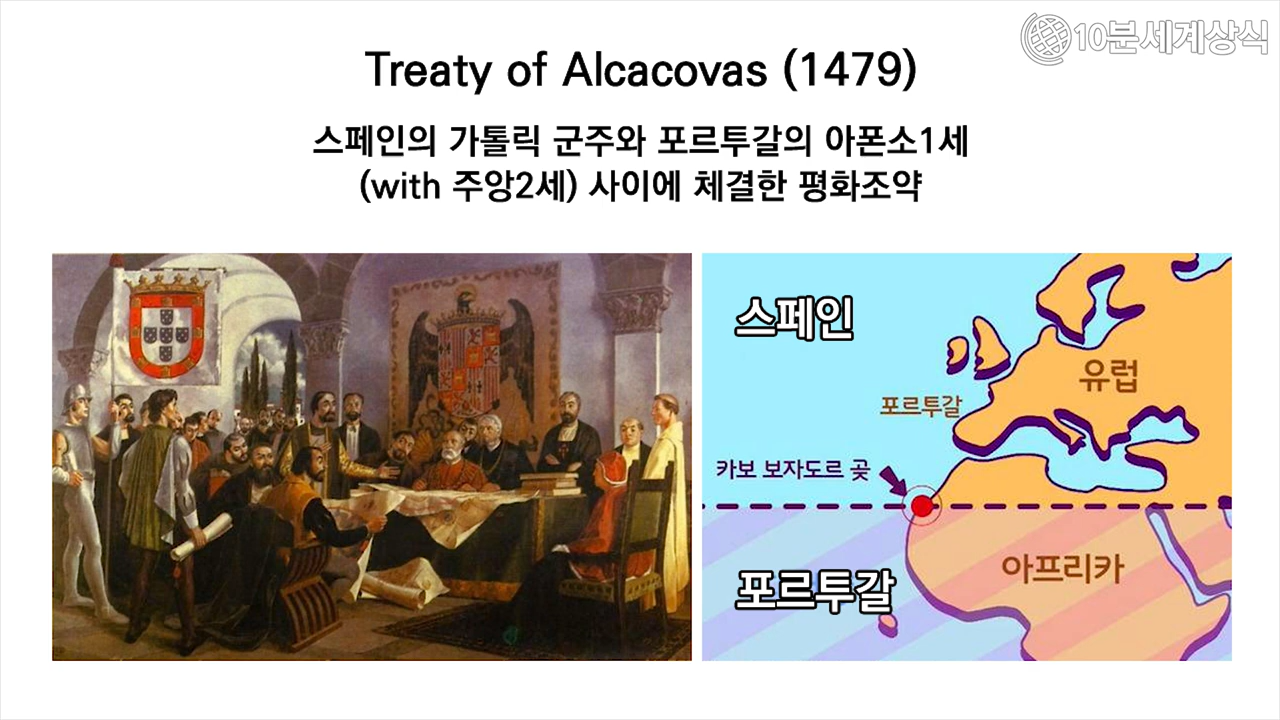 10분세계상식
Treaty of Alcacovas (1479)
스페인의 가톨릭 군주와 포르투갈의 아폰소1세
(with 주앙2세) 사이에 체결한 평화조약
스페인
유럽
포르투갈
카보 보자도르 곶
아프리카
포르투갈